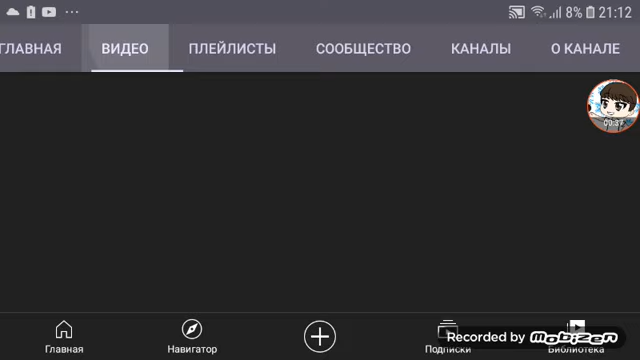 8% 21:12
ГЛАВНАЯ ВИДЕО ПЛЕЙЛИСТЫ СООБЩЕСТВО КАНАЛЫ О КАНАЛЕ
00:37
Recorded by Mobizen
Главная Навигатор Подписки Библиотека